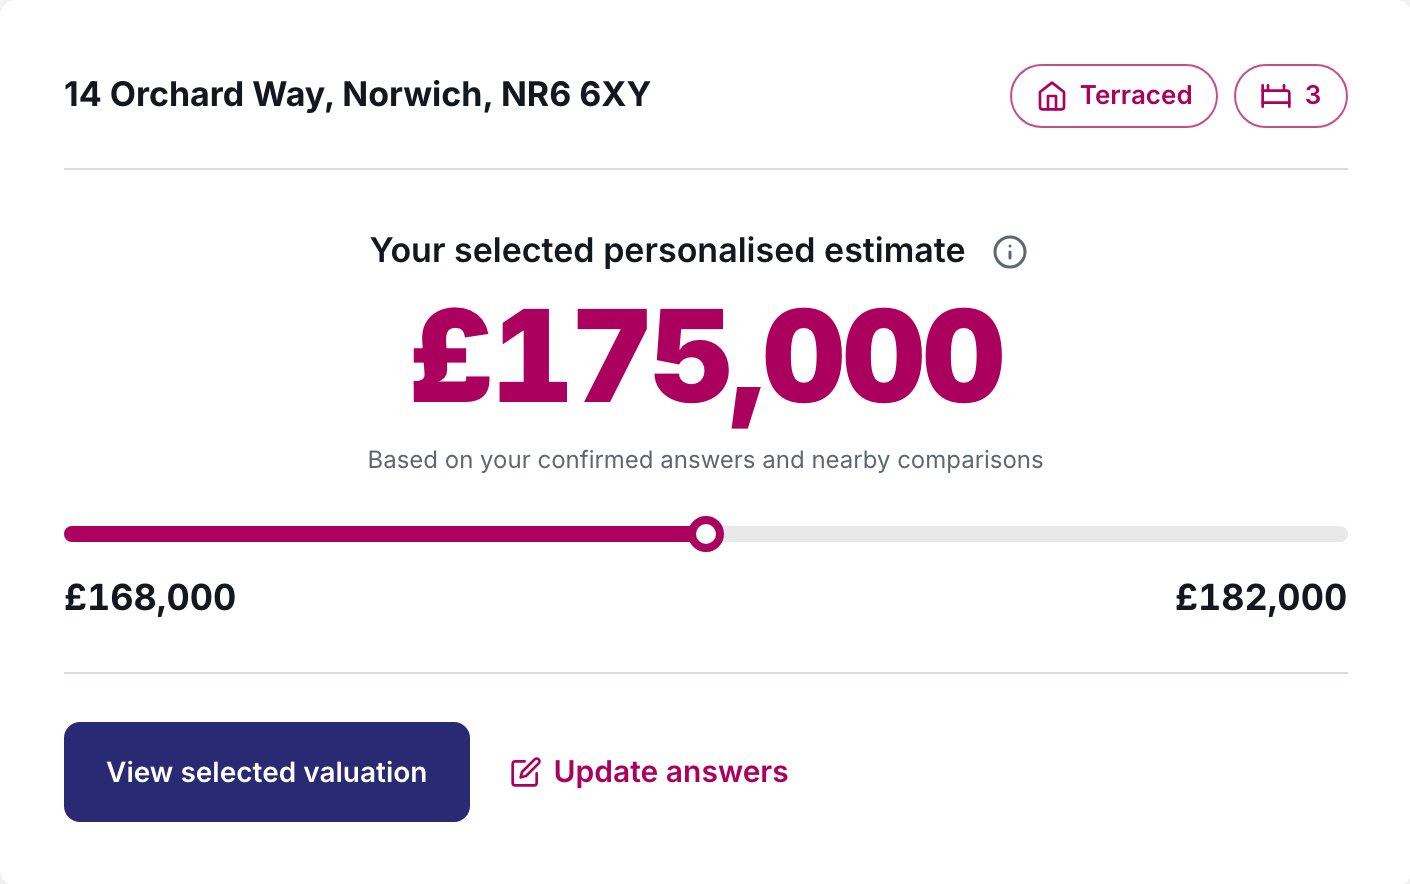 14 Orchard Way, Norwich, NR6 6XY
Terraced
3
Your selected personalised estimate
£175,000
Based on your confirmed answers and nearby comparisons
£168,000
£182,000
View selected valuation
Update answers